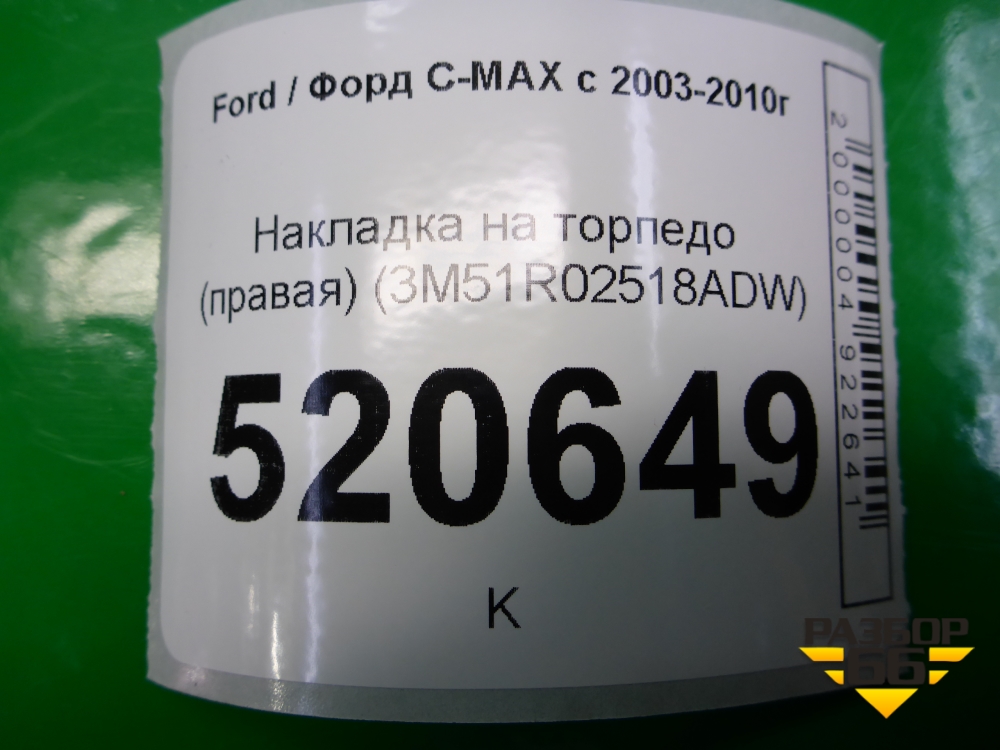 Ford / Форд C-MAX с 2003-2010г
Накладка на торпедо
(правая) (3M51R02518ADW)
520649
K
2000004922641
РАЗБОР
66